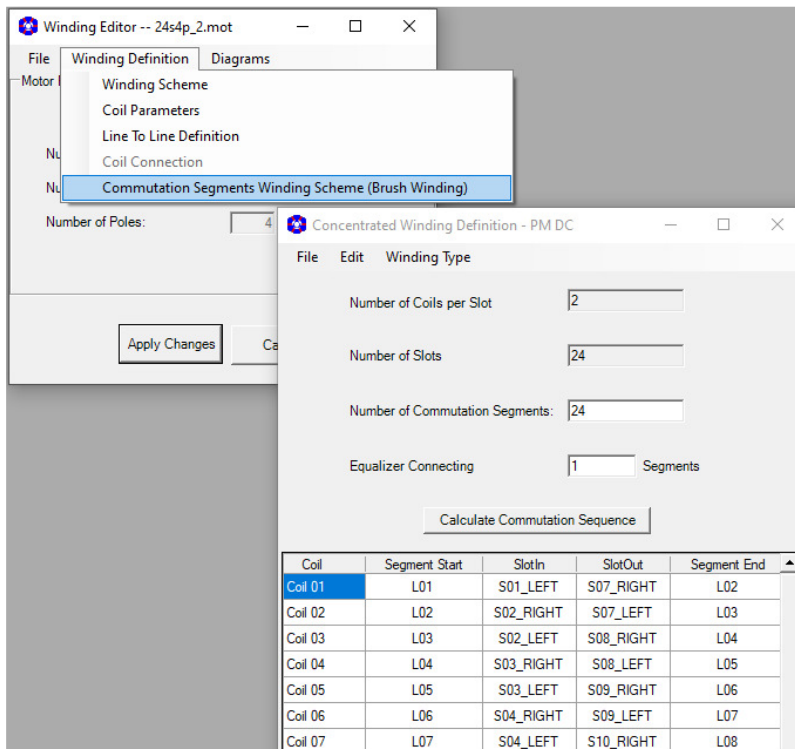 Winding Editor -- 24s4p_2.mot
File Winding Definition Diagrams
Motor
Winding Scheme
Coil Parameters
Line To Line Definition
Coil Connection
Commutation Segments Winding Scheme (Brush Winding)
Number of Poles: 4
Apply Changes
Concentrated Winding Definition - PM DC
File Edit Winding Type
Number of Coils per Slot 2
Number of Slots 24
Number of Commutation Segments: 24
Equalizer Connecting 1 Segments
Calculate Commutation Sequence
Coil Segment Start SlotIn SlotOut Segment End
Coil 01 L01 S01_LEFT S07_RIGHT L02
Coil 02 L02 S02_RIGHT S07_LEFT L03
Coil 03 L03 S02_LEFT S08_RIGHT L04
Coil 04 L04 S03_RIGHT S08_LEFT L05
Coil 05 L05 S03_LEFT S09_RIGHT L06
Coil 06 L06 S04_RIGHT S09_LEFT L07
Coil 07 L07 S04_LEFT S10_RIGHT L08